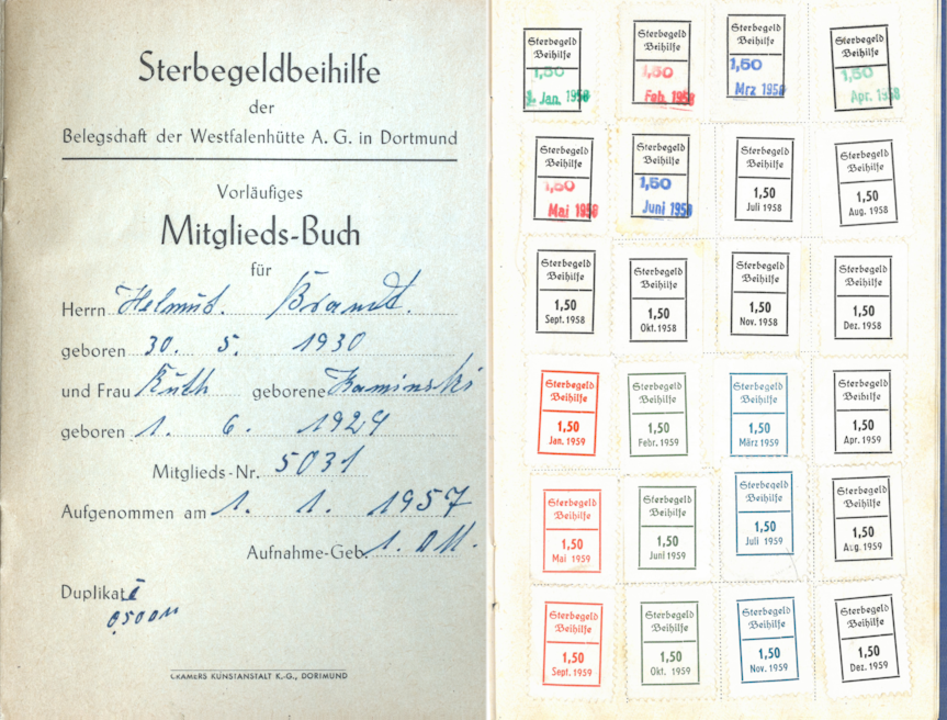 Sterbegeldbeihilfe
der
Belegschaft der Westfalenhütte A. G. in Dortmund
Vorläufiges
Mitglieds-Buch
für
Herrn Helmut. Brandt.
geboren 30. 5. 1930
und Frau Ruth geborene Kaminski
geboren 1. 6. 1929
Mitglieds-Nr. 5031
Aufgenommen am 1. 1. 1957
Aufnahme-Geb. 1. DM.
Duplikat
0,50 DM
CRAMERS KUNSTANSTALT K.-G., DORTMUND
Sterbegeld
Beihilfe
1,50
1. Jan. 1958
Sterbegeld
Beihilfe
1,50
Feb. 1958
Sterbegeld
Beihilfe
1,50
Mrz 1958
Sterbegeld
Beihilfe
1,50
Apr. 1958
Sterbegeld
Beihilfe
1,50
Mai 1958
Sterbegeld
Beihilfe
1,50
Juni 1958
Sterbegeld
Beihilfe
1,50
Juli 1958
Sterbegeld
Beihilfe
1,50
Aug. 1958
Sterbegeld
Beihilfe
1,50
Sept. 1958
Sterbegeld
Beihilfe
1,50
Okt. 1958
Sterbegeld
Beihilfe
1,50
Nov. 1958
Sterbegeld
Beihilfe
1,50
Dez. 1958
Sterbegeld
Beihilfe
1,50
Jan. 1959
Sterbegeld
Beihilfe
1,50
Febr. 1959
Sterbegeld
Beihilfe
1,50
März 1959
Sterbegeld
Beihilfe
1,50
Apr. 1959
Sterbegeld
Beihilfe
1,50
Mai 1959
Sterbegeld
Beihilfe
1,50
Juni 1959
Sterbegeld
Beihilfe
1,50
Juli 1959
Sterbegeld
Beihilfe
1,50
Aug. 1959
Sterbegeld
Beihilfe
1,50
Sept. 1959
Sterbegeld
Beihilfe
1,50
Okt. 1959
Sterbegeld
Beihilfe
1,50
Nov. 1959
Sterbegeld
Beihilfe
1,50
Dez. 1959